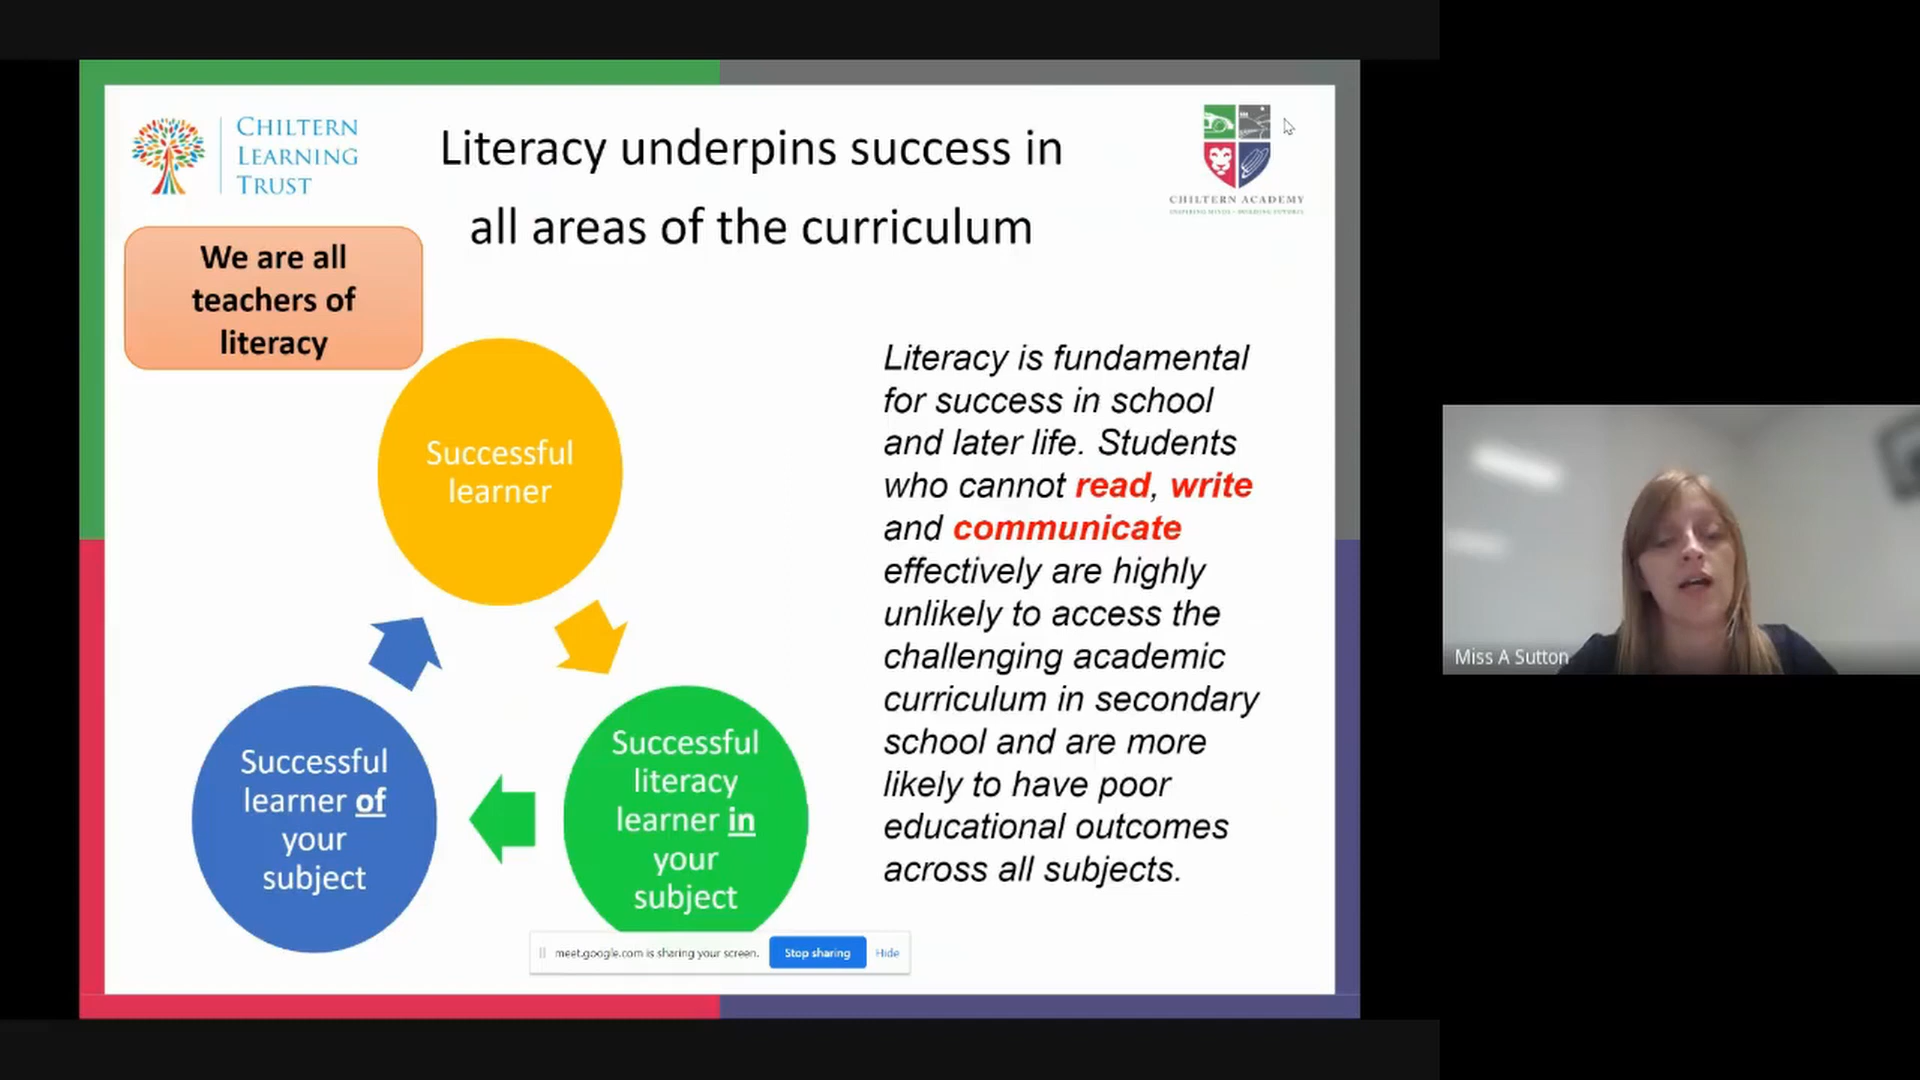 CHILTERN
LEARNING
TRUST
Literacy underpins success in
all areas of the curriculum
CHILTERN ACADEMY
INSPIRING MINDS - BUILDING FUTURES
We are all
teachers of
literacy
Successful
learner
Successful
literacy
learner in
your
subject
Successful
learner of
your
subject
Literacy is fundamental
for success in school
and later life. Students
who cannot read, write
and communicate
effectively are highly
unlikely to access the
challenging academic
curriculum in secondary
school and are more
likely to have poor
educational outcomes
across all subjects.
meet.google.com is sharing your screen.
Stop sharing
Hide
Miss A Sutton